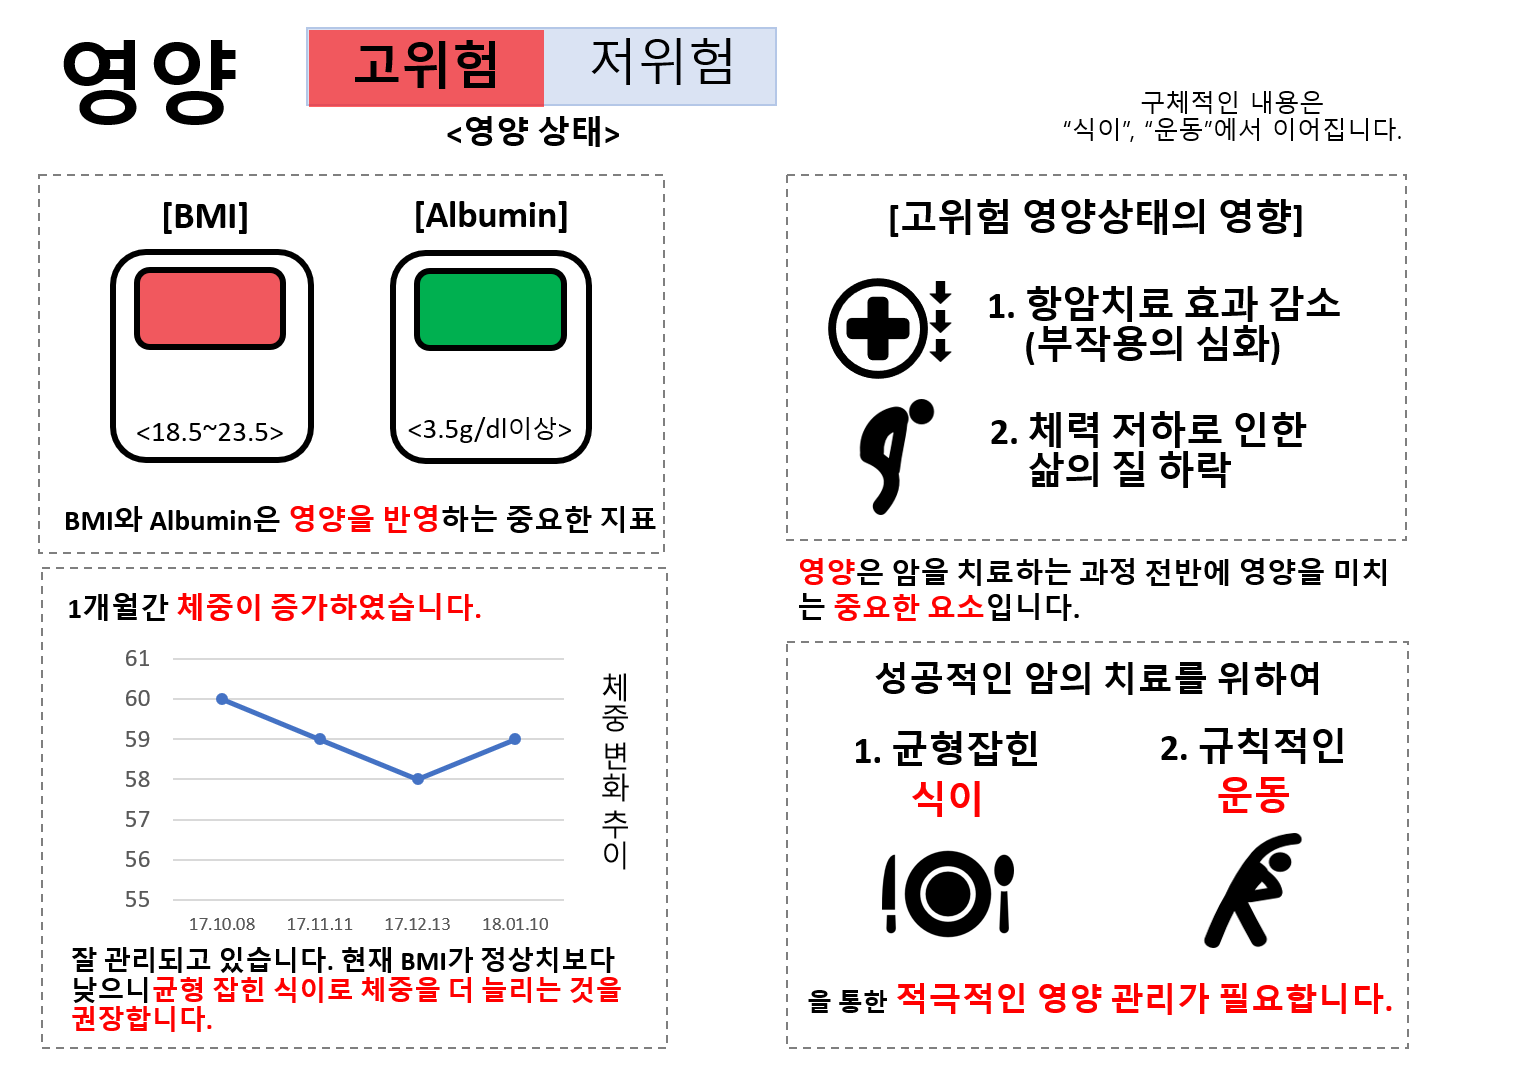 영양
고위험
저위험
<영양 상태>
구체적인 내용은
“식이”, “운동”에서 이어집니다.
[BMI]
[Albumin]
<18.5~23.5>
<3.5g/dl이상>
BMI와 Albumin은 영양을 반영하는 중요한 지표
1개월간 체중이 증가하였습니다.
61
60
59
58
57
56
55
17.10.08
17.11.11
17.12.13
18.01.10
체중 변화 추이
잘 관리되고 있습니다. 현재 BMI가 정상치보다
낮으니균형 잡힌 식이로 체중을 더 늘리는 것을
권장합니다.
[고위험 영양상태의 영향]
1. 항암치료 효과 감소
(부작용의 심화)
2. 체력 저하로 인한
삶의 질 하락
영양은 암을 치료하는 과정 전반에 영양을 미치
는 중요한 요소입니다.
성공적인 암의 치료를 위하여
1. 균형잡힌
식이
2. 규칙적인
운동
을 통한 적극적인 영양 관리가 필요합니다.